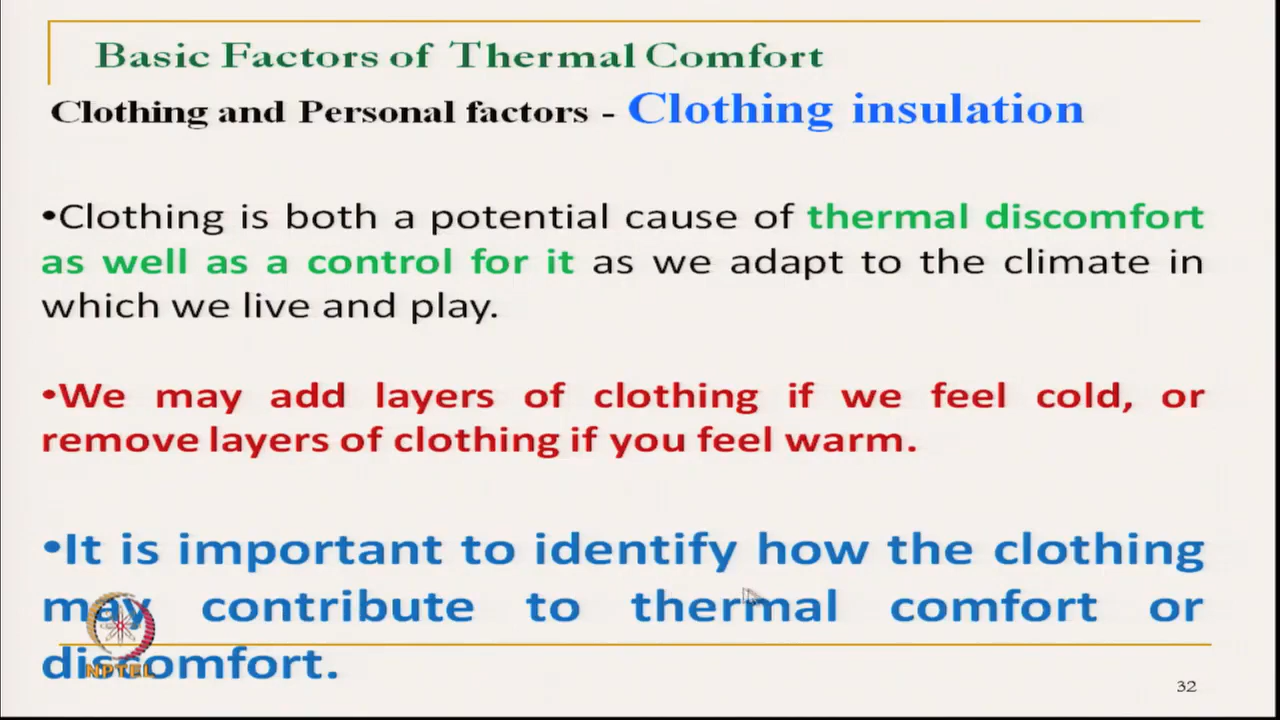 Basic Factors of Thermal Comfort
Clothing and Personal factors - Clothing insulation
•Clothing is both a potential cause of thermal discomfort
as well as a control for it as we adapt to the climate in
which we live and play.
•We may add layers of clothing if we feel cold, or
remove layers of clothing if you feel warm.
•It is important to identify how the clothing
may contribute to thermal comfort or
discomfort.
NPTEL
32